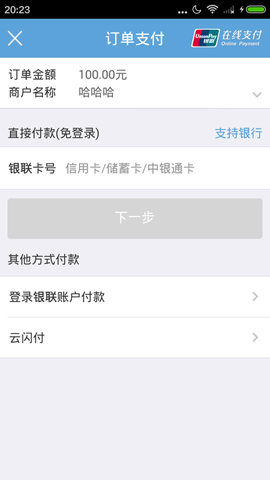 20:23
订单支付
UnionPay
银联
在线支付
Online Payment
订单金额 100.00元
商户名称 哈哈哈
直接付款(免登录) 支持银行
银联卡号 信用卡/储蓄卡/中银通卡
下一步
其他方式付款
登录银联账户付款
云闪付